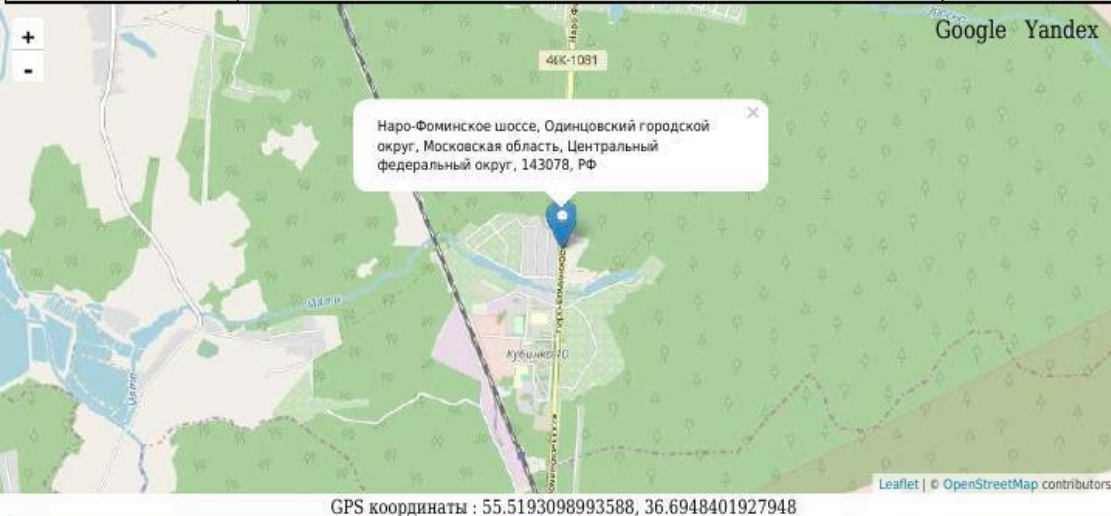 +
-
Google Yandex
46К-1081
Наро-Фоминское шоссе, Одинцовский городской
округ, Московская область, Центральный
федеральный округ, 143078, РФ
×
Кубинка-10
Leaflet | © OpenStreetMap contributors
GPS координаты : 55.5193098993588, 36.6948401927948